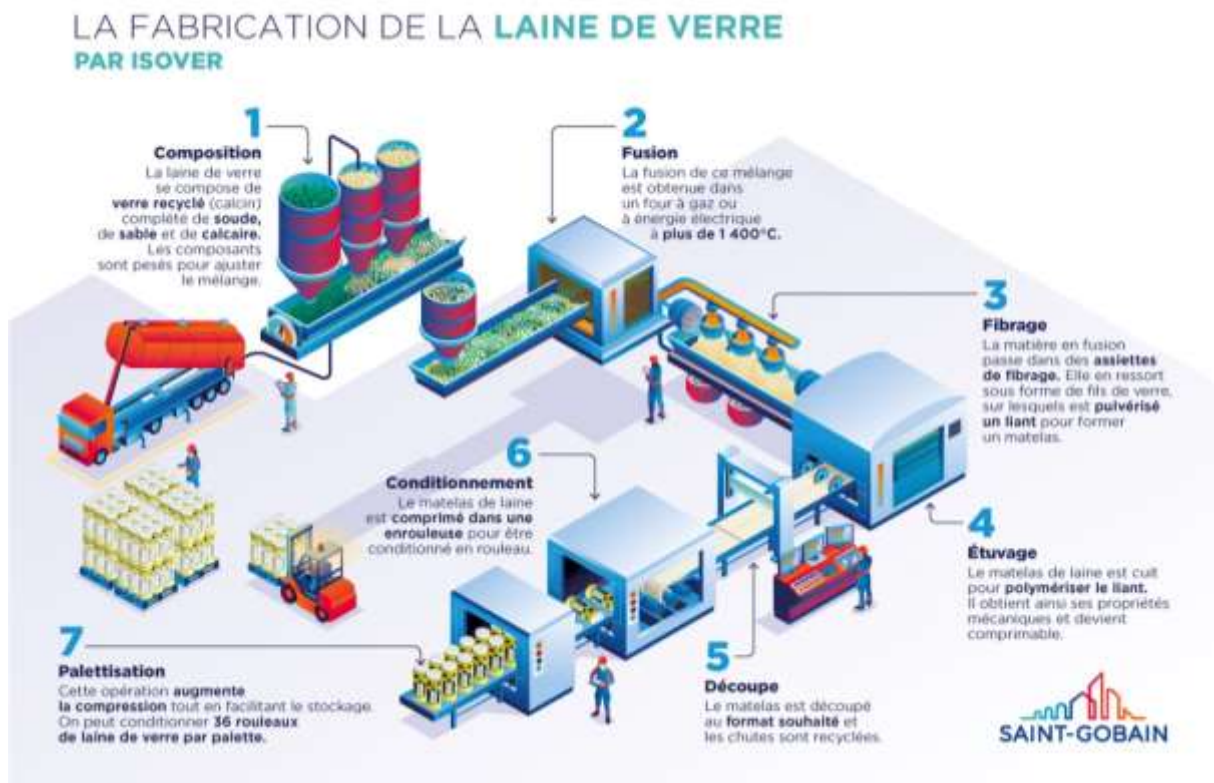 LA FABRICATION DE LA LAINE DE VERRE
PAR ISOVER
1
Composition
La laine de verre
se compose de
verre recyclé (calcin)
complété de soude,
de sable et de calcaire.
Les composants
sont pesés pour ajuster
le mélange.
2
Fusion
La fusion de ce mélange
est obtenue dans
un four à gaz ou
à énergie électrique
à plus de 1 400°C.
3
Fibrage
La matière en fusion
passe dans des assiettes
de fibrage. Elle en ressort
sous forme de fils de verre,
sur lesquels est pulvérisé
un liant pour former
un matelas.
4
Étuvage
Le matelas de laine est cuit
pour polymériser le liant.
Il obtient ainsi ses propriétés
mécaniques et devient
comprimable.
5
Découpe
Le matelas est découpé
au format souhaité et
les chutes sont recyclées.
6
Conditionnement
Le matelas de laine
est comprimé dans une
enrouleuse pour être
conditionné en rouleau.
7
Palettisation
Cette opération augmente
la compression tout en facilitant le stockage.
On peut conditionner 36 rouleaux
de laine de verre par palette.
SAINT-GOBAIN